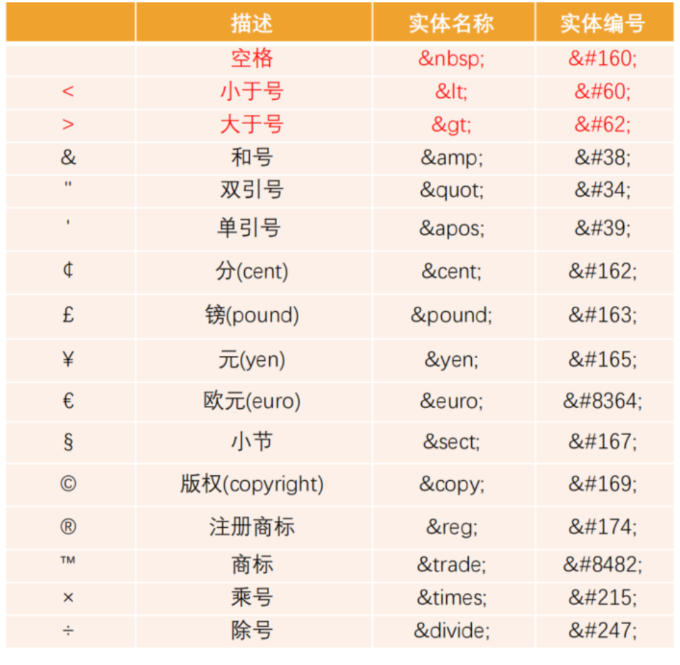 描述 实体名称 实体编号
空格 &nbsp; &#160;
< 小于号 &lt; &#60;
> 大于号 &gt; &#62;
& 和号 &amp; &#38;
" 双引号 &quot; &#34;
' 单引号 &apos; &#39;
¢ 分(cent) &cent; &#162;
£ 镑(pound) &pound; &#163;
¥ 元(yen) &yen; &#165;
€ 欧元(euro) &euro; &#8364;
§ 小节 &sect; &#167;
© 版权(copyright) &copy; &#169;
® 注册商标 &reg; &#174;
™ 商标 &trade; &#8482;
× 乘号 &times; &#215;
÷ 除号 &divide; &#247;